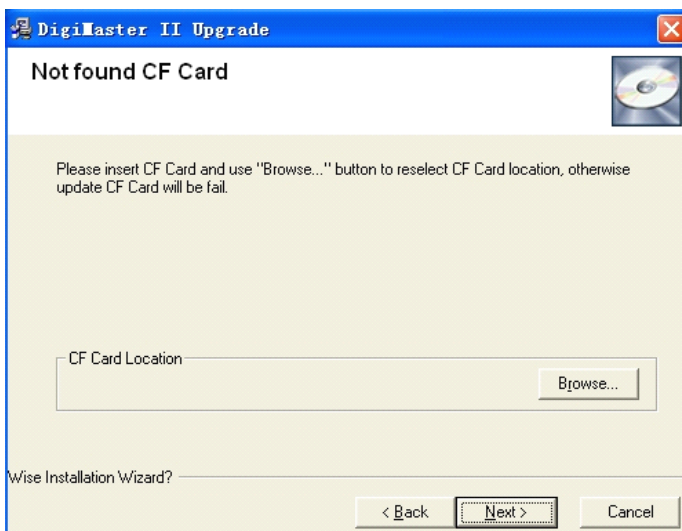 DigiMaster II Upgrade
Not found CF Card
Please insert CF Card and use "Browse..." button to reselect CF Card location, otherwise
update CF Card will be fail.
CF Card Location
Browse...
Wise Installation Wizard?
< Back
Next >
Cancel